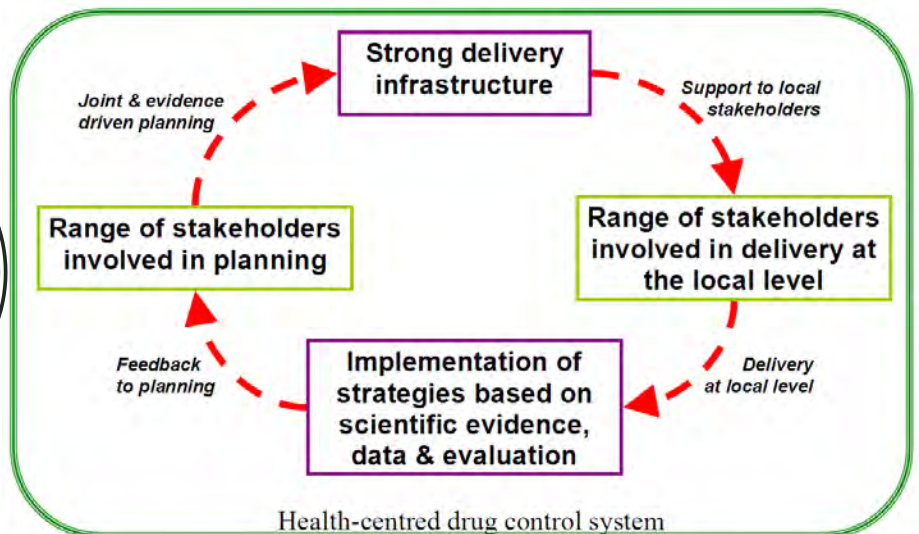 Strong delivery
infrastructure
Joint & evidence
driven planning
Support to local
stakeholders
Range of stakeholders
involved in planning
Range of stakeholders
involved in delivery at
the local level
Feedback
to planning
Implementation of
strategies based on
scientific evidence,
data & evaluation
Delivery
at local level
Health-centred drug control system